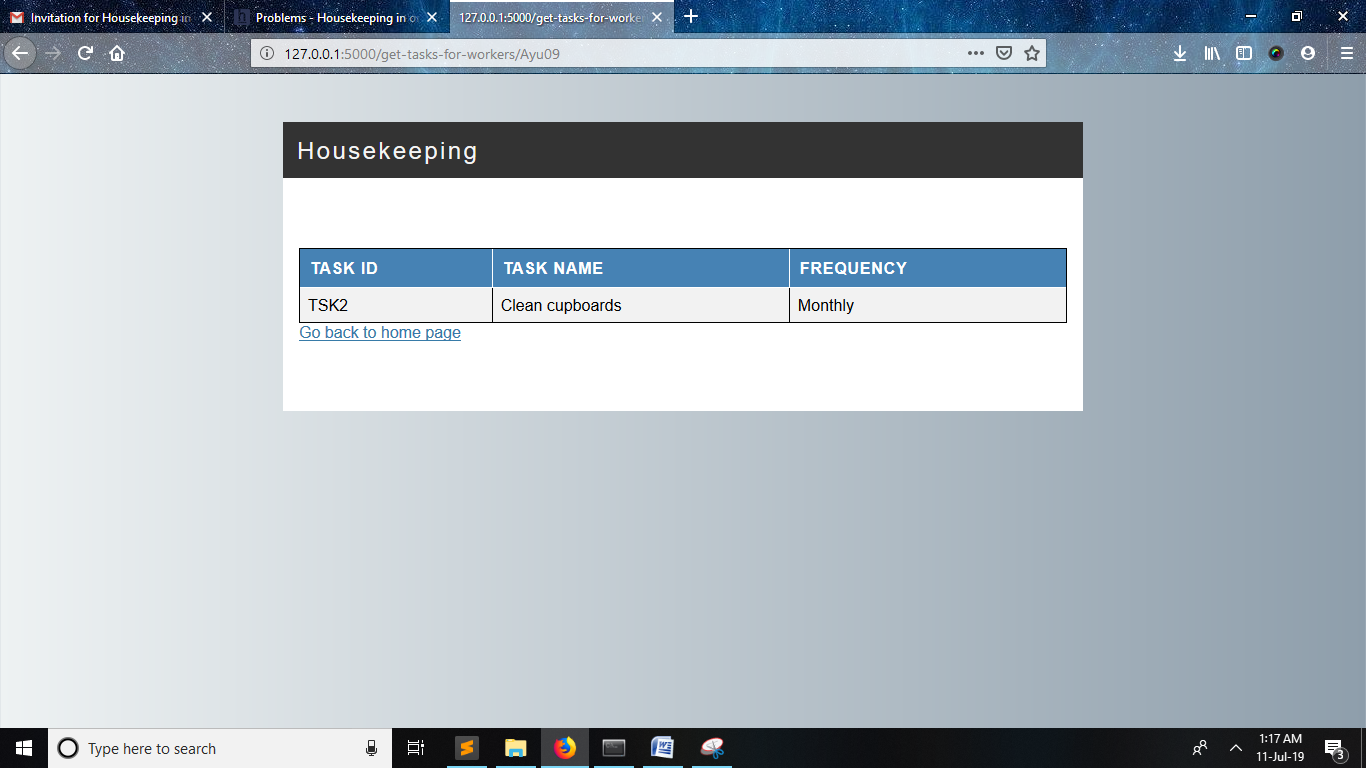 Invitation for Housekeeping in
Problems - Housekeeping in o
127.0.0.1:5000/get-tasks-for-worke
127.0.0.1:5000/get-tasks-for-workers/Ayu09
Housekeeping
TASK ID TASK NAME FREQUENCY
TSK2 Clean cupboards Monthly
Go back to home page
Type here to search
1:17 AM
11-Jul-19
3